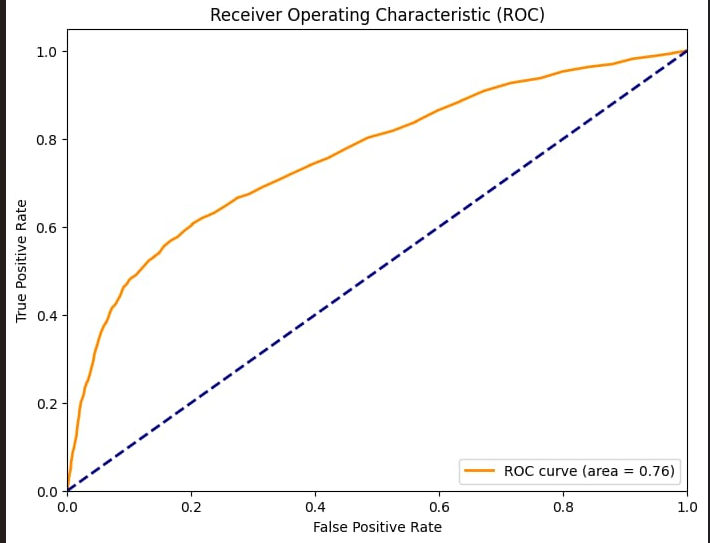 Receiver Operating Characteristic (ROC)
1.0
0.8
0.6
0.4
0.2
0.0
True Positive Rate
ROC curve (area = 0.76)
0.0 0.2 0.4 0.6 0.8 1.0
False Positive Rate